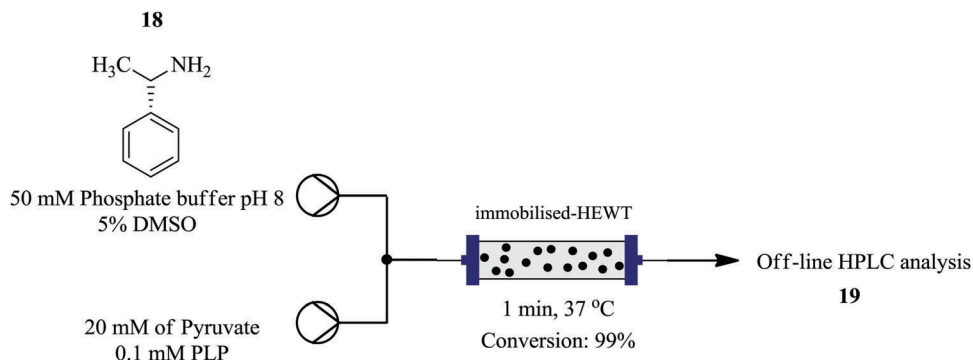 18
H₃C
NH₂
50 mM Phosphate buffer pH 8
5% DMSO
immobilised-HEWT
Off-line HPLC analysis
19
1 min, 37 °C
Conversion: 99%
20 mM of Pyruvate
0.1 mM PLP